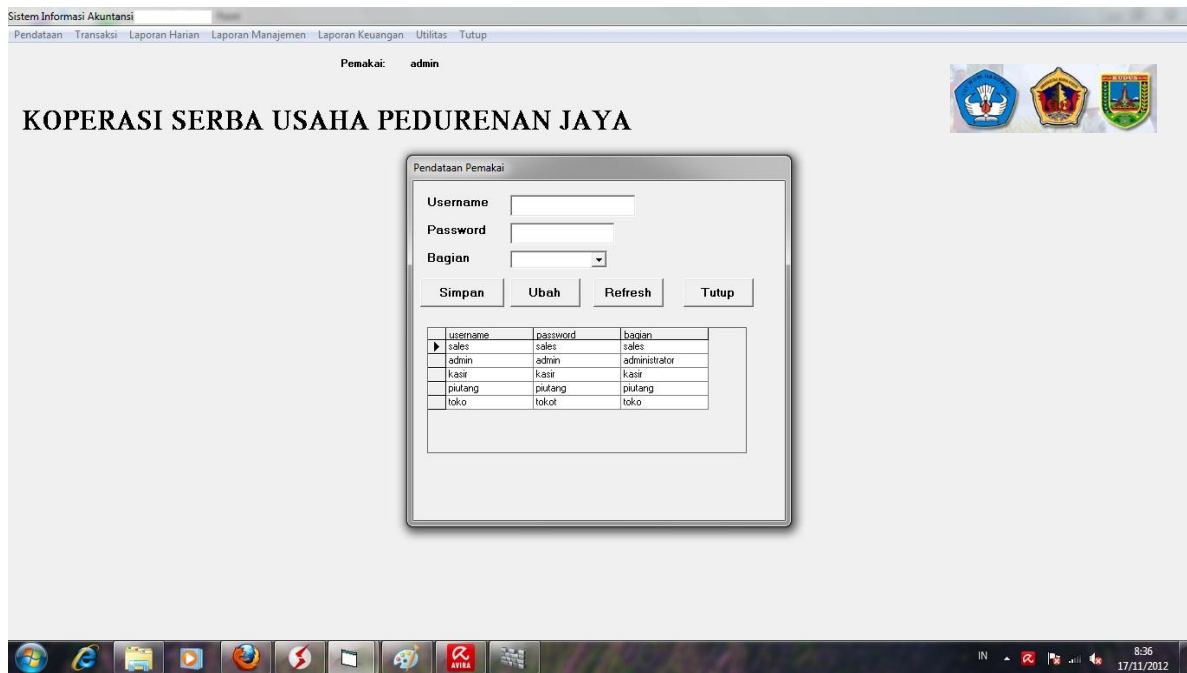 Sistem Informasi Akuntansi
Pendataan Transaksi Laporan Harian Laporan Manajemen Laporan Keuangan Utilitas Tutup
Pemakai: admin
KOPERASI SERBA USAHA PEDURENAN JAYA
KUDUS
Pendataan Pemakai
Username
Password
Bagian
Simpan Ubah Refresh Tutup
username password bagian
sales sales sales
admin admin administrator
kasir kasir kasir
piutang piutang piutang
toko tokot toko
AVIRA
IN
8:36
17/11/2012